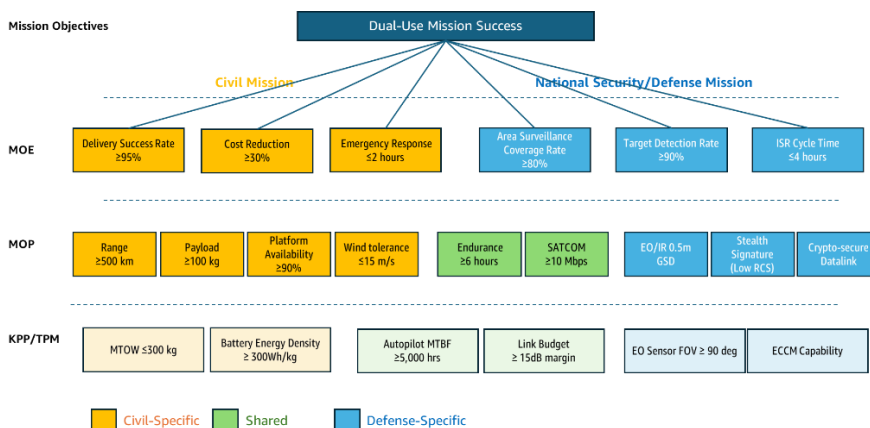 Mission Objectives
Dual-Use Mission Success
Civil Mission
National Security/Defense Mission
MOE
Delivery Success Rate
≥95%
Cost Reduction
≥30%
Emergency Response
≤2 hours
Area Surveillance
Coverage Rate
≥80%
Target Detection Rate
≥90%
ISR Cycle Time
≤4 hours
MOP
Range
≥500 km
Payload
≥100 kg
Platform
Availability
≥90%
Wind tolerance
≤15 m/s
Endurance
≥6 hours
SATCOM
≥10 Mbps
EO/IR 0.5m
GSD
Stealth
Signature
(Low RCS)
Crypto-secure
Datalink
KPP/TPM
MTOW ≤300 kg
Battery Energy Density
≥ 300Wh/kg
Autopilot MTBF
≥5,000 hrs
Link Budget
≥ 15dB margin
EO Sensor FOV ≥ 90 deg
ECCM Capability
Civil-Specific
Shared
Defense-Specific